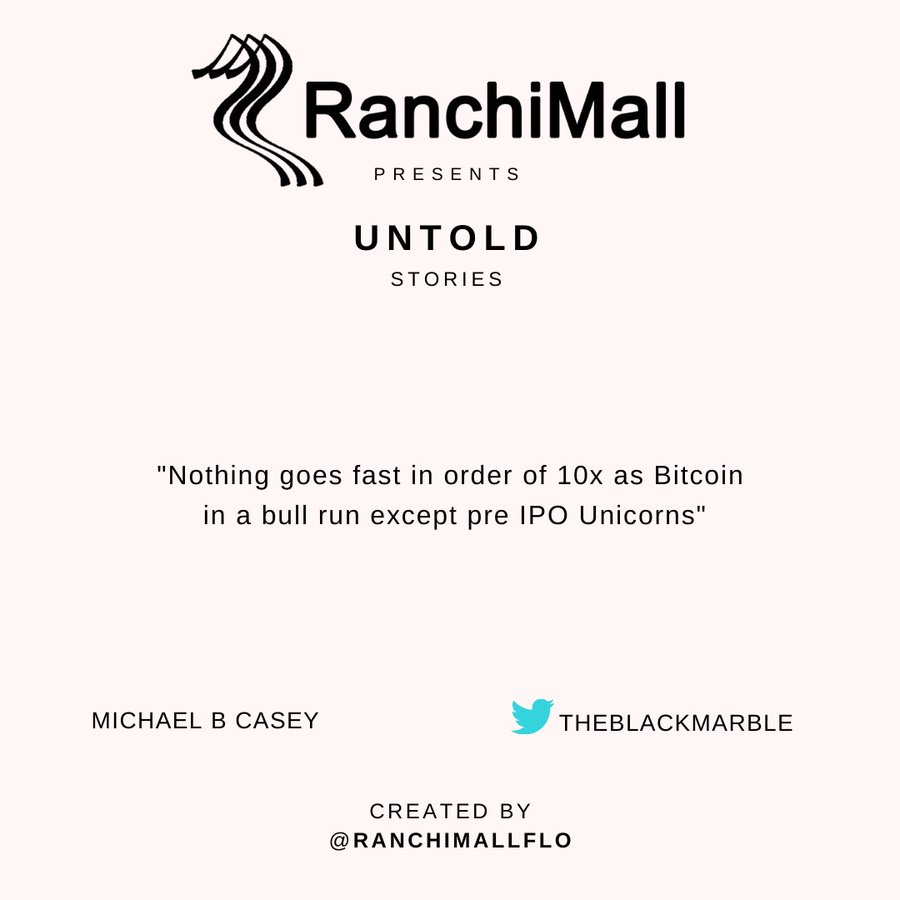 RanchiMall
PRESENTS
UNTOLD
STORIES
"Nothing goes fast in order of 10x as Bitcoin
in a bull run except pre IPO Unicorns"
MICHAEL B CASEY
THEBLACKMARBLE
CREATED BY
@RANCHIMALLFLO